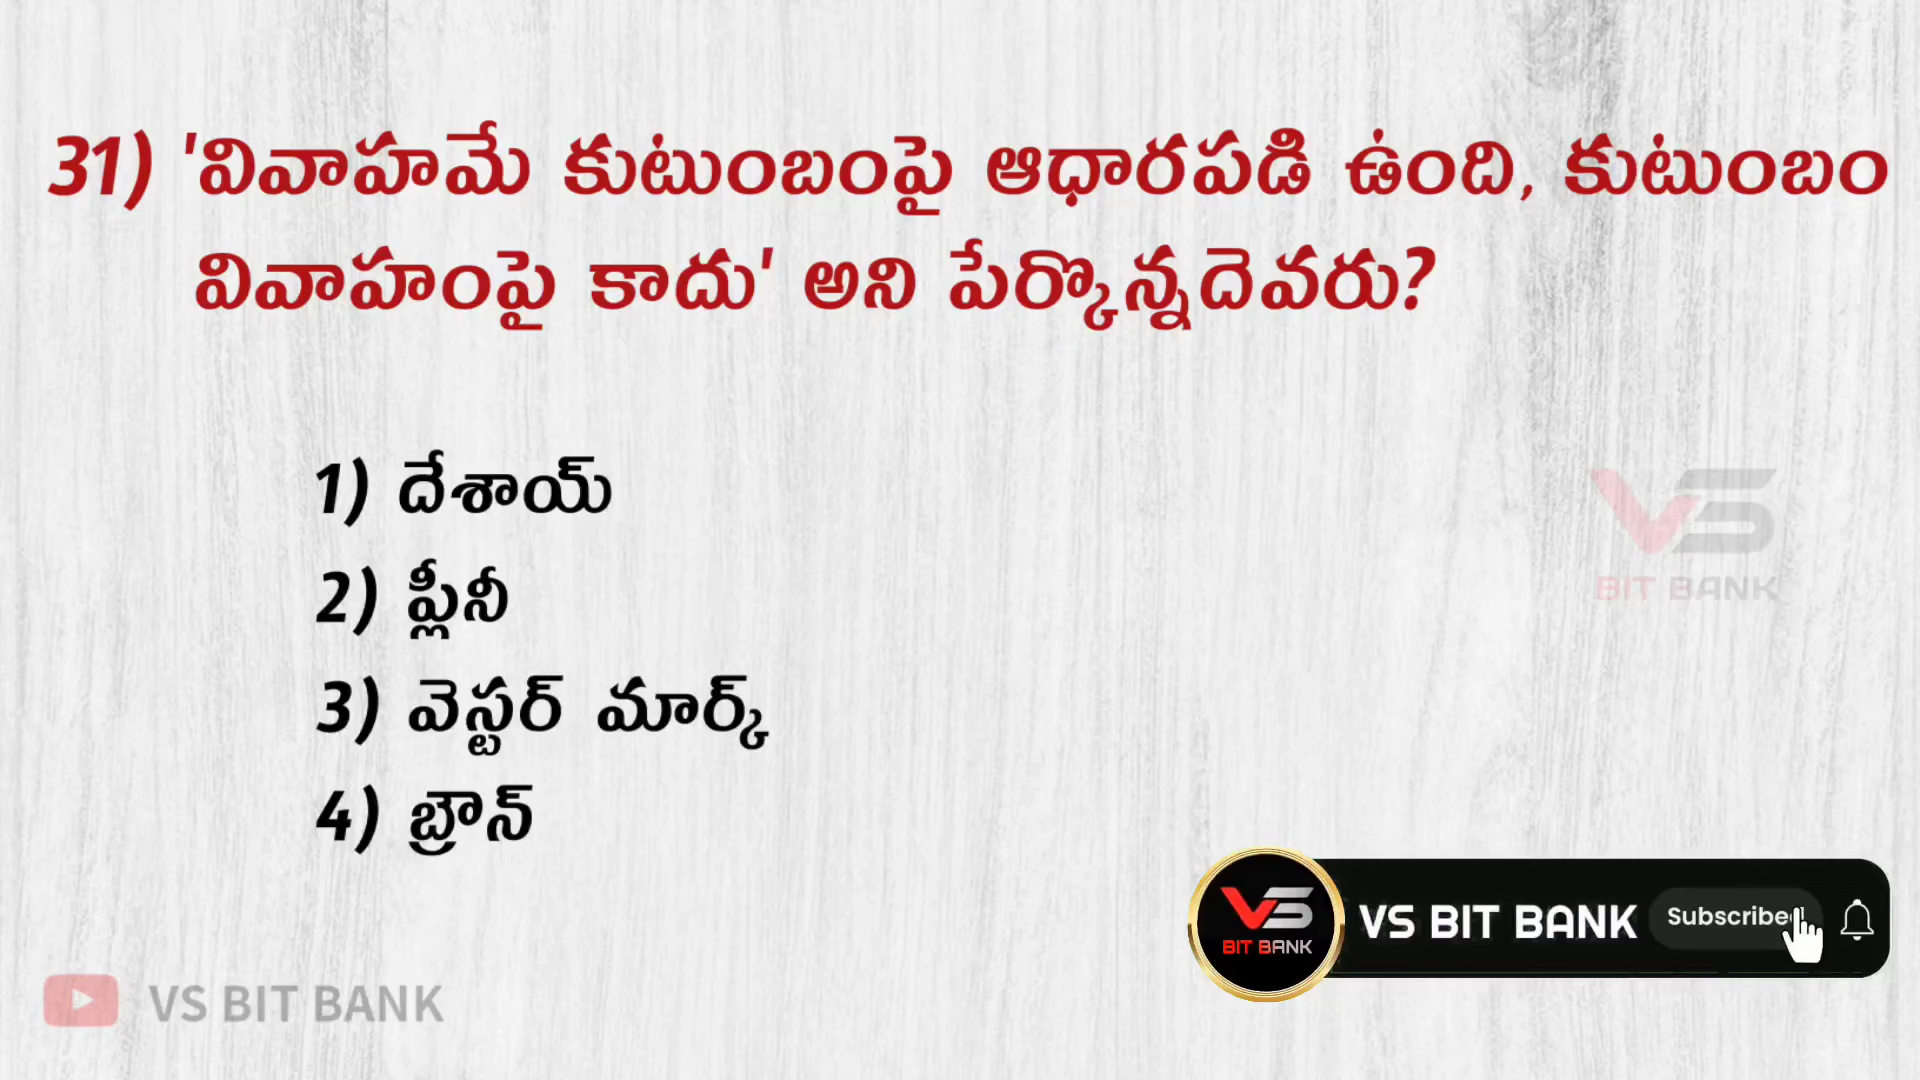 31) 'వివాహమే కుటుంబంపై ఆధారపడి ఉంది, కుటుంబం
వివాహంపై కాదు' అని పేర్కొన్నదెవరు?
1) దేశాయ్
2) ప్లీనీ
3) వెస్టర్ మార్క్
4) బ్రౌన్
VS
BIT BANK
VS
BIT BANK
VS BIT BANK
Subscribed
VS BIT BANK